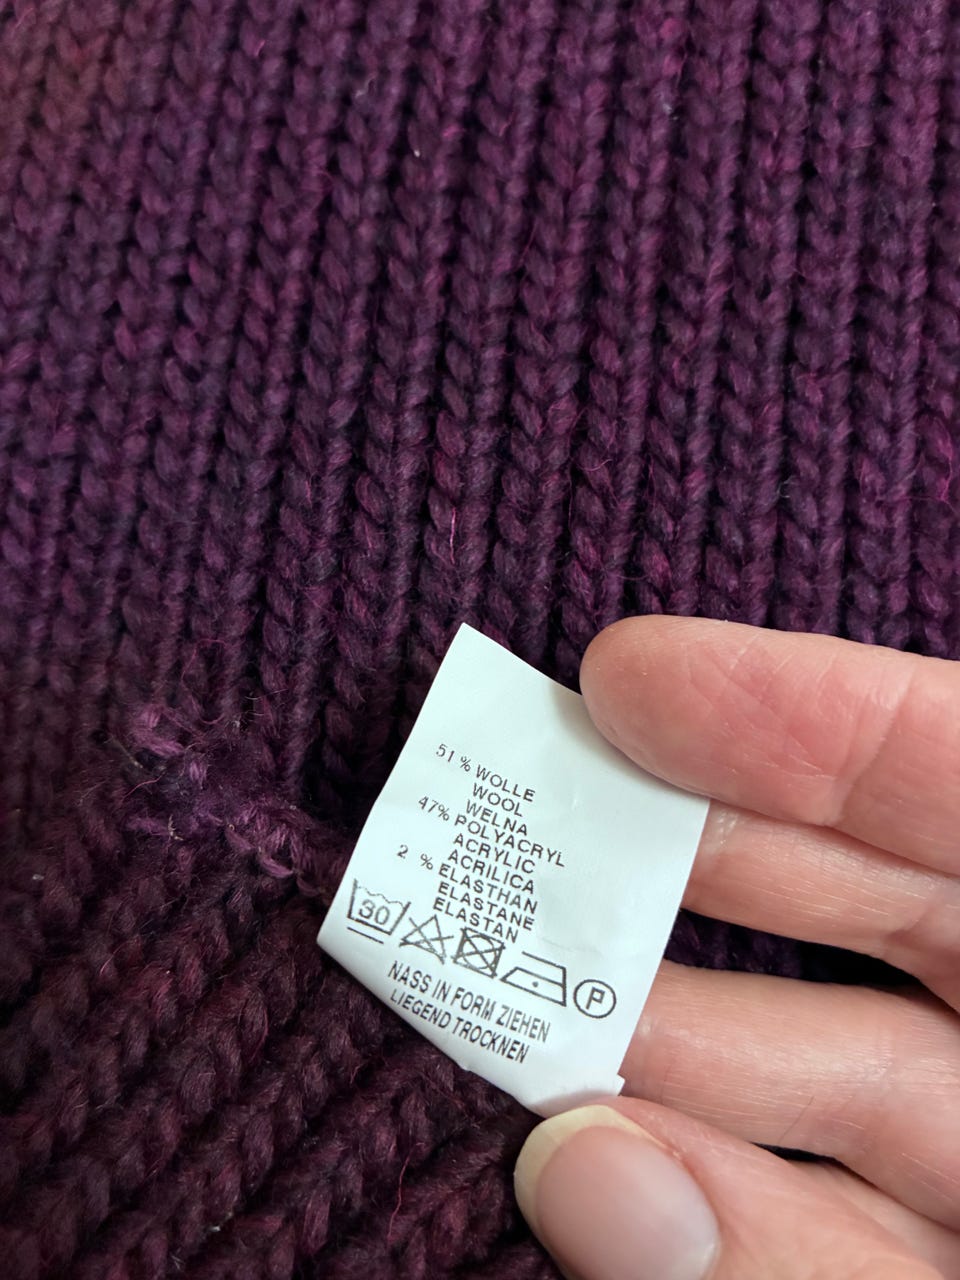 51 % WOLLE
WOOL
WELNA
47% POLYACRYL
ACRYLIC
ACRILICA
2 % ELASTHAN
ELASTANE
ELASTAN
30
P
NASS IN FORM ZIEHEN
LIEGEND TROCKNEN